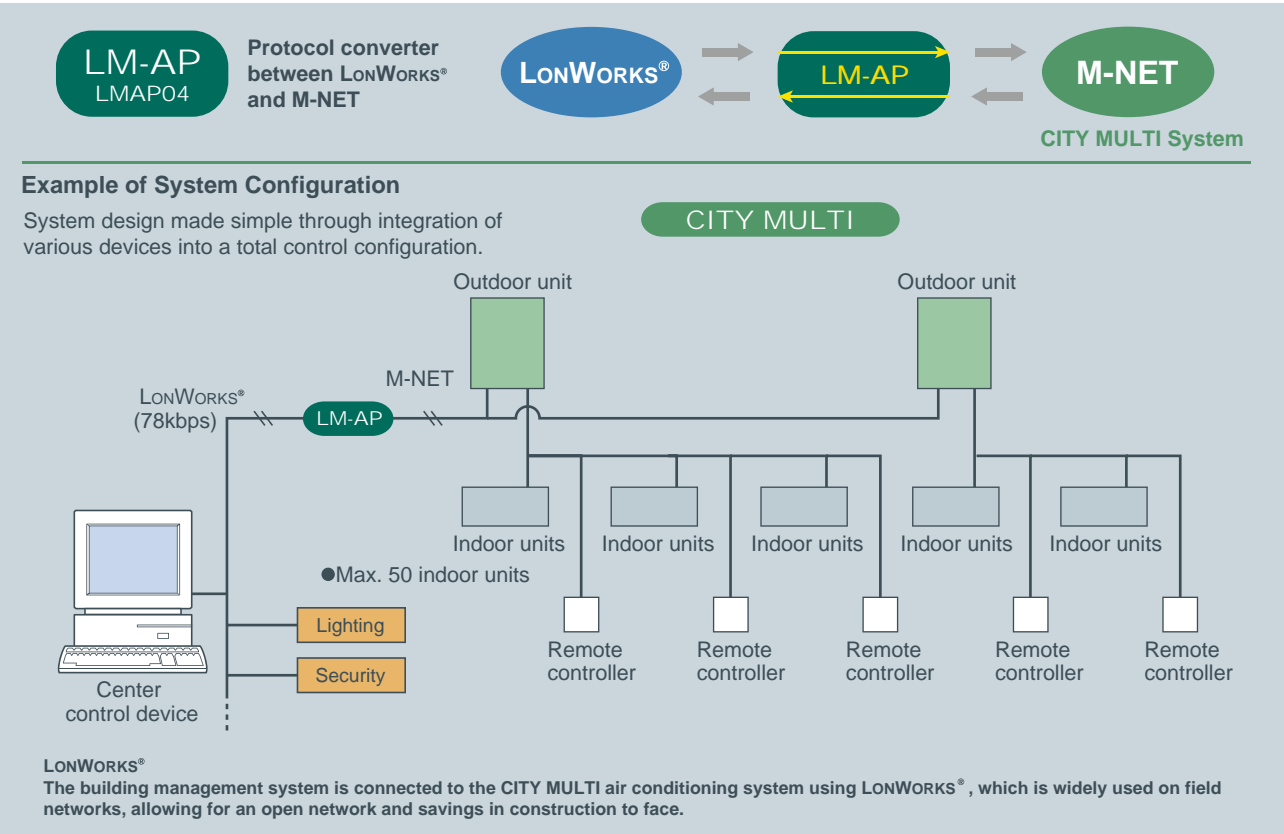 LM-AP
LMAP04
Protocol converter
between LONWORKS®
and M-NET
LONWORKS®
LM-AP
M-NET
CITY MULTI System
Example of System Configuration
System design made simple through integration of
various devices into a total control configuration.
CITY MULTI
Outdoor unit
Outdoor unit
M-NET
LONWORKS®
(78kbps)
LM-AP
Indoor units
Indoor units
Indoor units
Indoor units
Indoor units
●Max. 50 indoor units
Lighting
Security
Remote
controller
Remote
controller
Remote
controller
Remote
controller
Remote
controller
Center
control device
LONWORKS®
The building management system is connected to the CITY MULTI air conditioning system using LONWORKS® , which is widely used on field
networks, allowing for an open network and savings in construction to face.